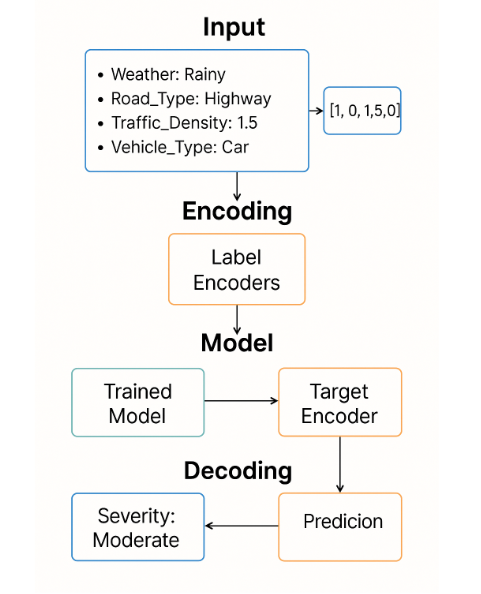 Input
• Weather: Rainy
• Road_Type: Highway
• Traffic_Density: 1.5
• Vehicle_Type: Car
[1, 0, 1,5,0]
Encoding
Label
Encoders
Model
Trained
Model
Target
Encoder
Decoding
Severity:
Moderate
Predicion